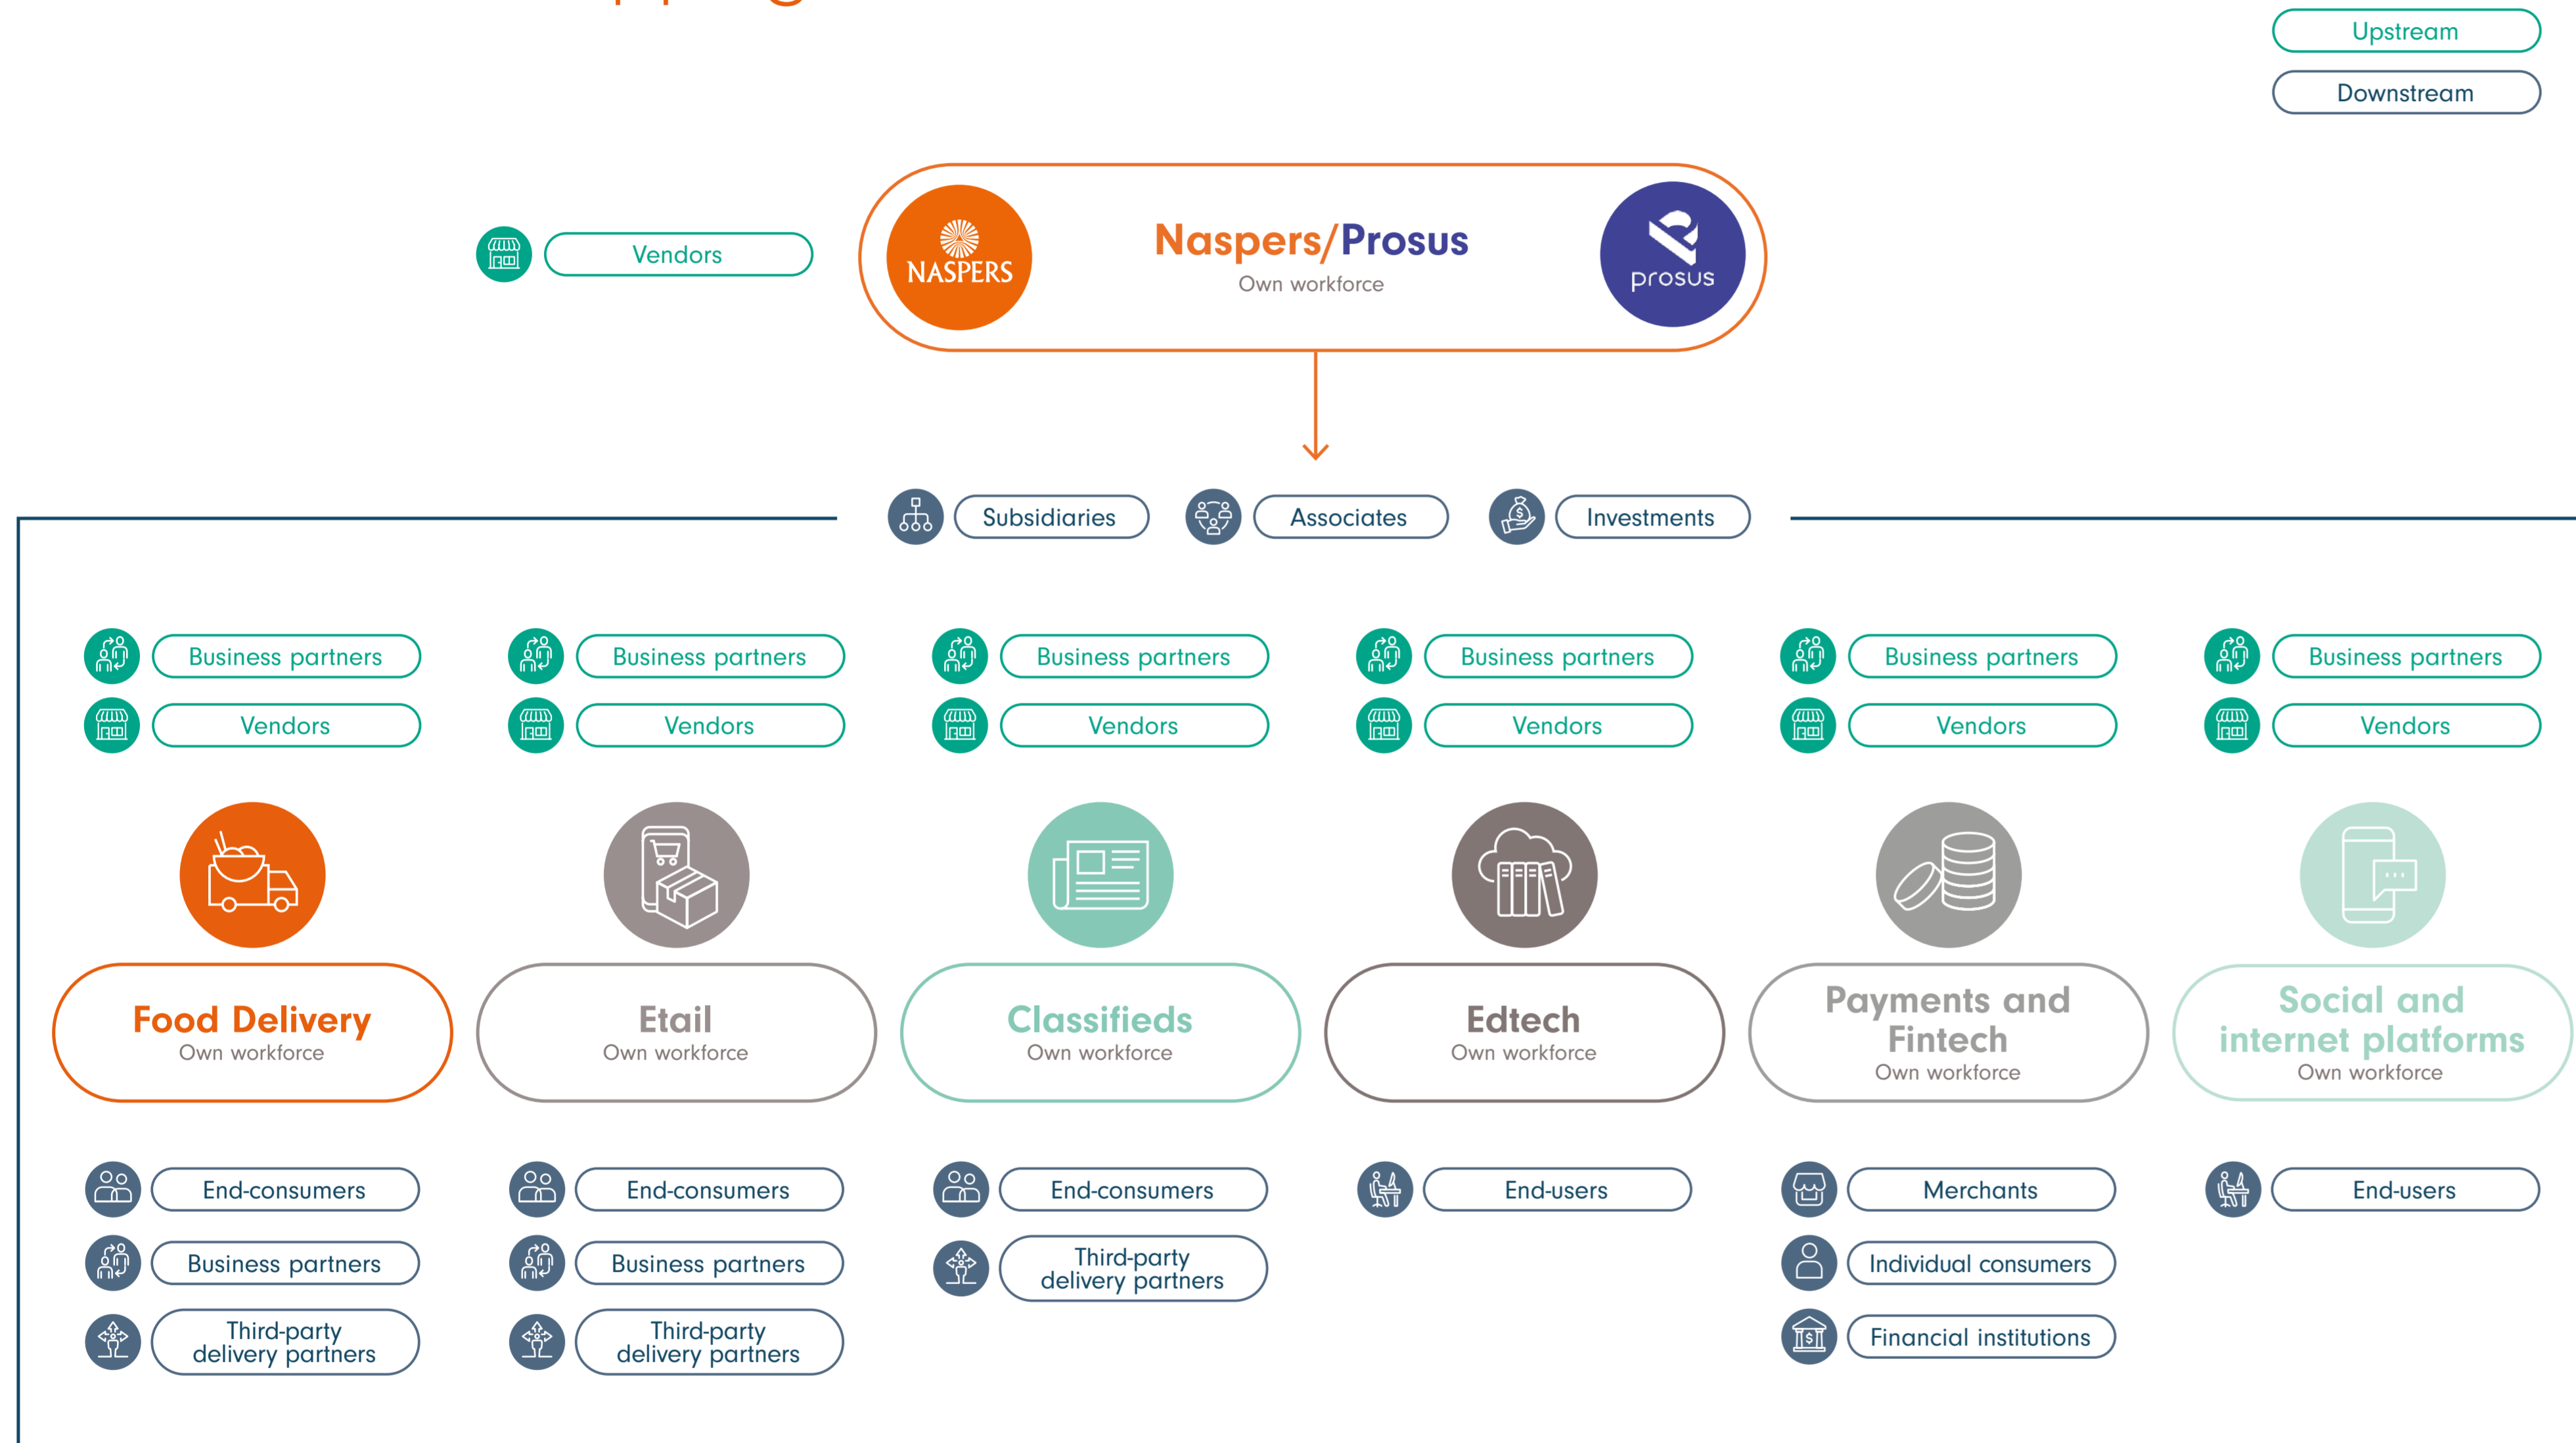 Upstream
Downstream
Vendors
NASPERS
Naspers/Prosus
Own workforce
prosus
Subsidiaries
Associates
Investments
Business partners
Business partners
Business partners
Business partners
Business partners
Business partners
Vendors
Vendors
Vendors
Vendors
Vendors
Vendors
Food Delivery
Own workforce
Etail
Own workforce
Classifieds
Own workforce
Edtech
Own workforce
Payments and
Fintech
Own workforce
Social and
internet platforms
Own workforce
End-consumers
Business partners
Third-party
delivery partners
End-consumers
Business partners
Third-party
delivery partners
End-consumers
Third-party
delivery partners
End-users
Merchants
Individual consumers
Financial institutions
End-users